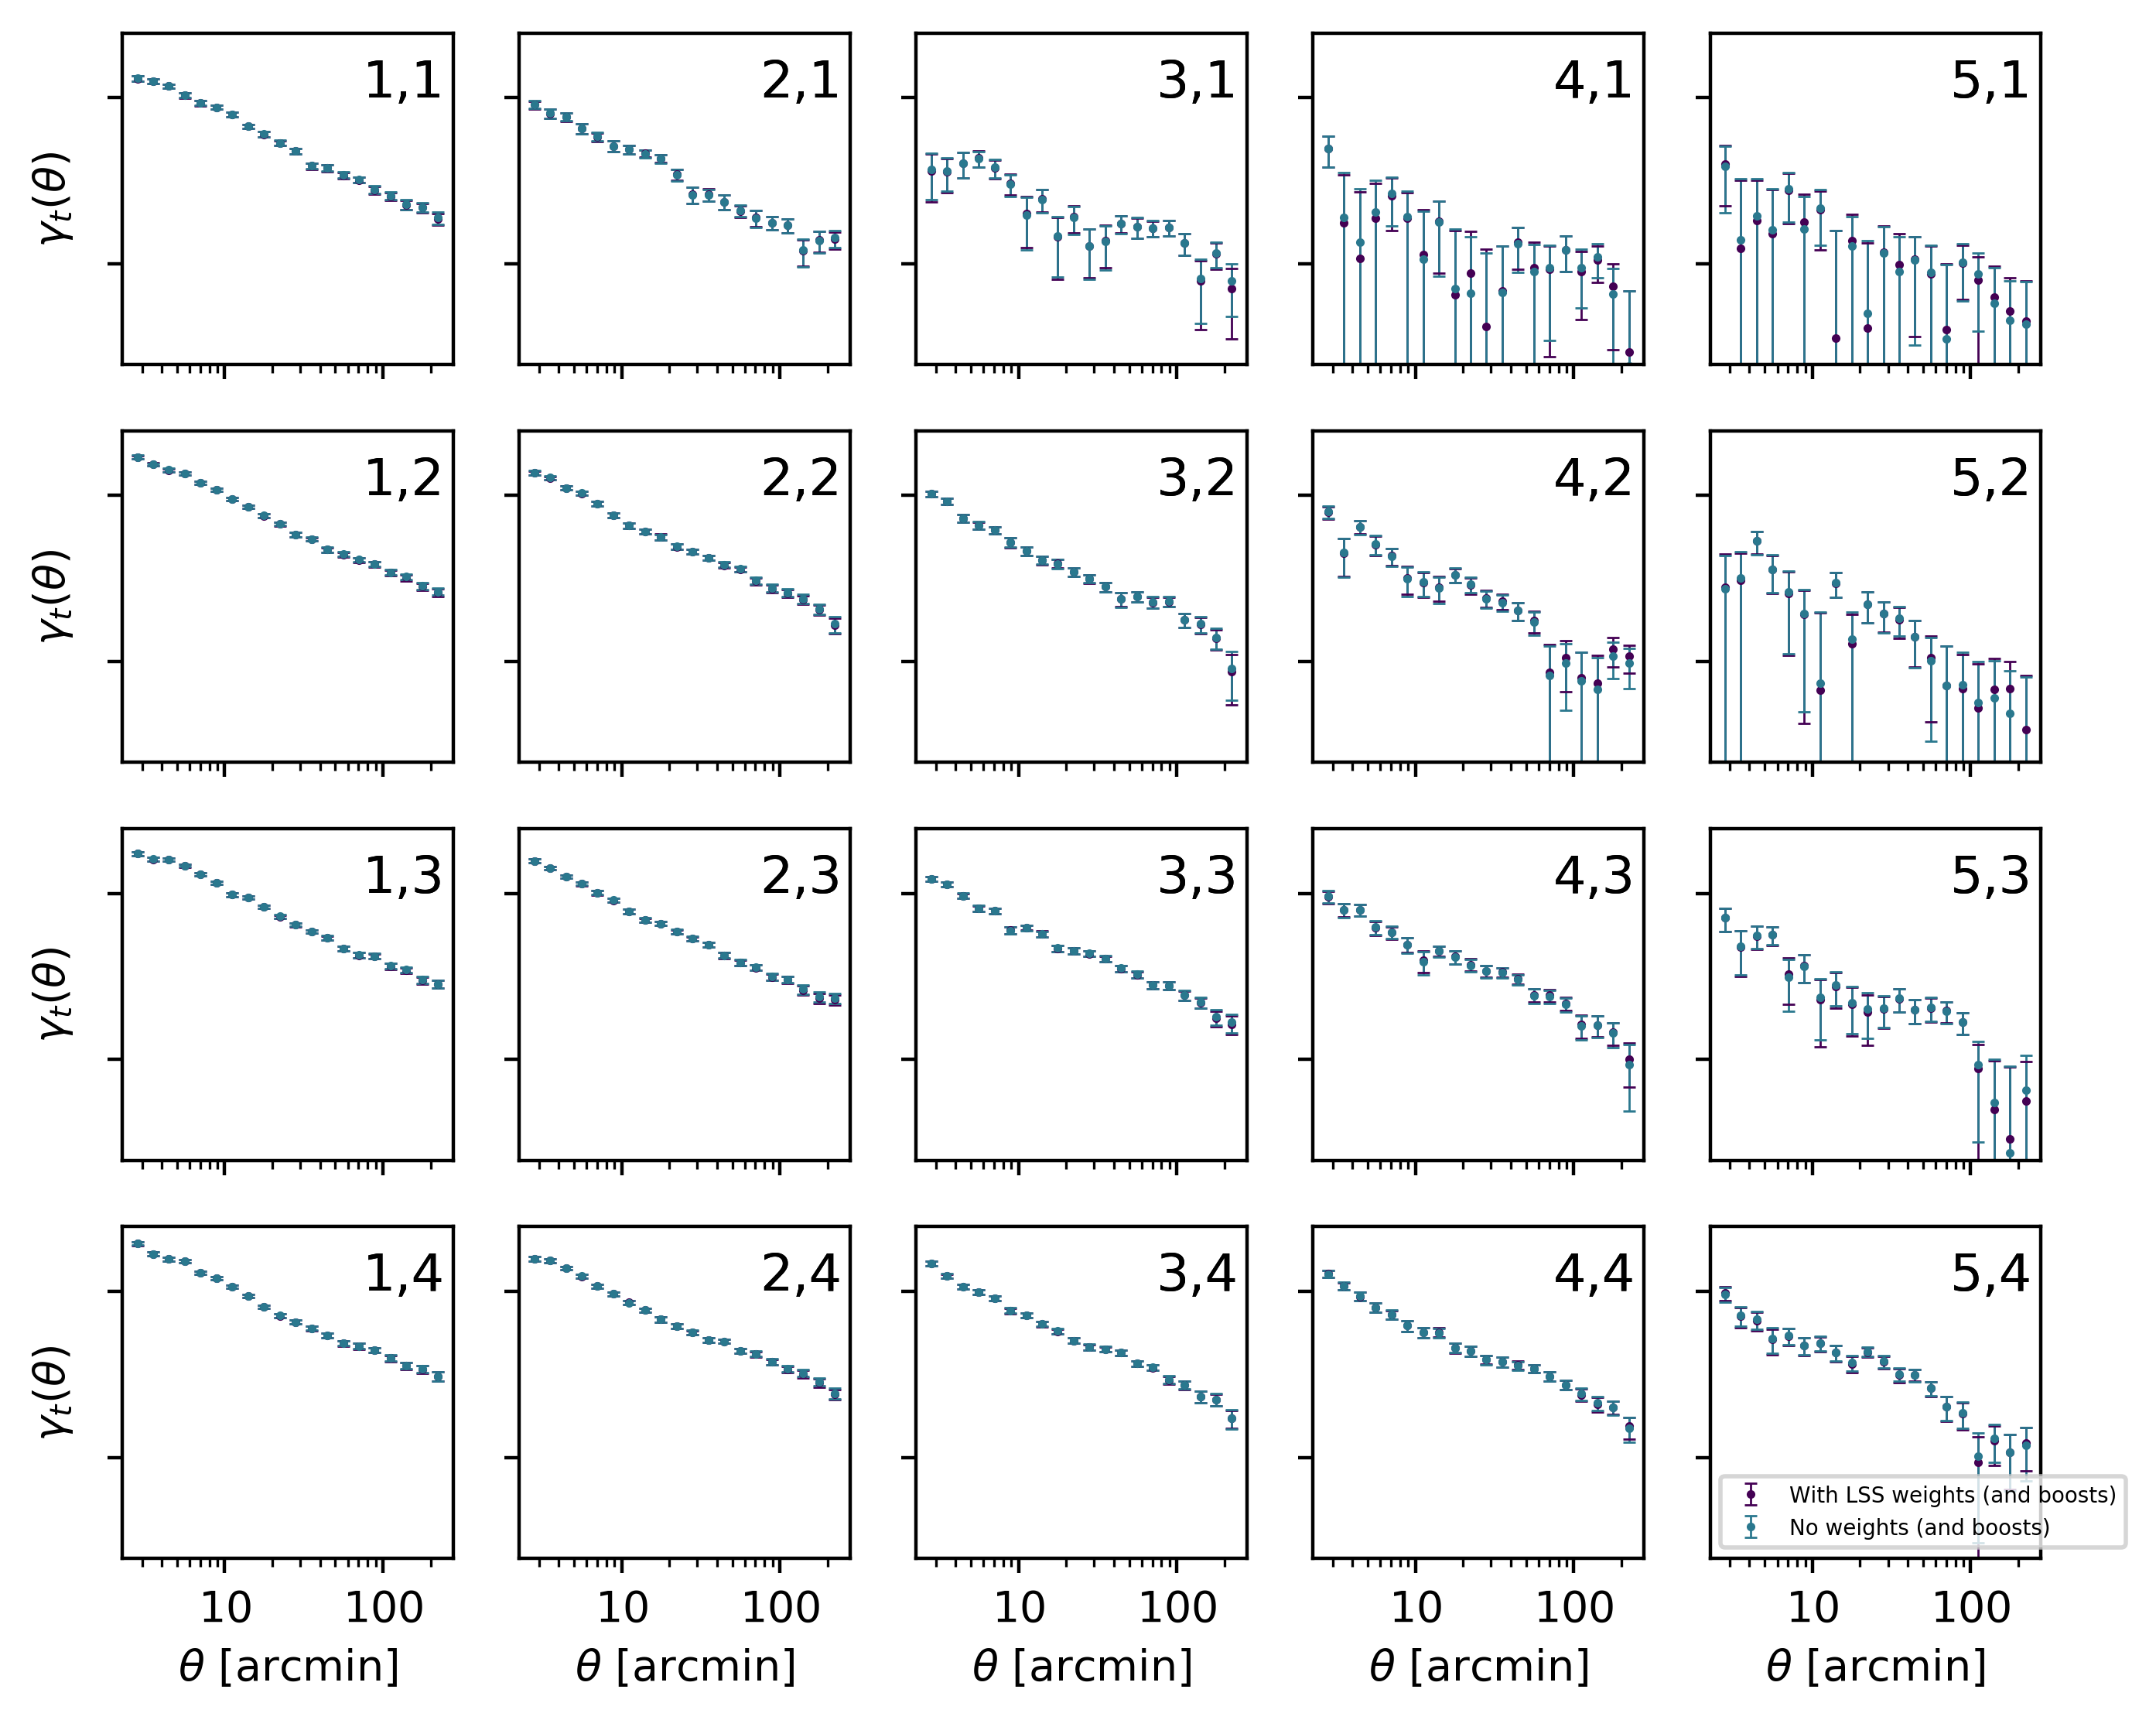 γt(θ)
1,1
2,1
3,1
4,1
5,1
γt(θ)
1,2
2,2
3,2
4,2
5,2
γt(θ)
1,3
2,3
3,3
4,3
5,3
γt(θ)
1,4
2,4
3,4
4,4
5,4
With LSS weights (and boosts)
No weights (and boosts)
10 100 10 100 10 100 10 100 10 100
θ [arcmin] θ [arcmin] θ [arcmin] θ [arcmin] θ [arcmin]